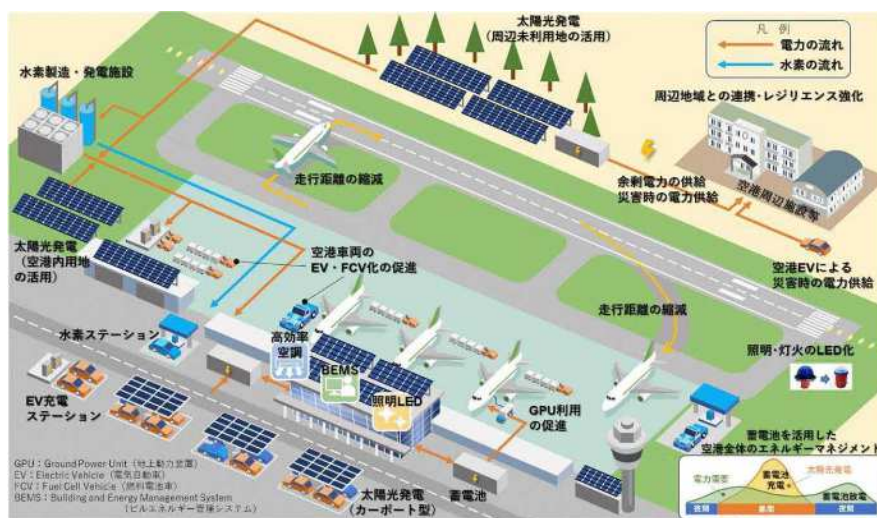 太陽光発電
(周辺未利用地の活用)
凡 例
電力の流れ
水素の流れ
水素製造・発電施設
周辺地域との連携・レジリエンス強化
走行距離の縮減
余剰電力の供給
災害時の電力供給
空港周辺施設等
太陽光発電
(空港内用地
の活用)
空港車両の
EV・FCV化の促進
空港EVによる
災害時の電力供給
走行距離の縮減
水素ステーション
高効率
空調
照明・灯火のLED化
BEMS
EV充電
ステーション
照明LED
GPU利用
の促進
蓄電池を活用した
空港全体のエネルギーマネジメント
GPU:Ground Power Unit(地上動力装置)
EV:Electric Vehicle(電気自動車)
FCV:Fuel Cell Vehicle(燃料電池車)
BEMS:Building and Energy Management System
(ビルエネルギー管理システム)
太陽光発電
(カーポート型)
蓄電池
電力需要
蓄電池
充電
太陽光発電
蓄電池放電
夜間
昼間
夜間